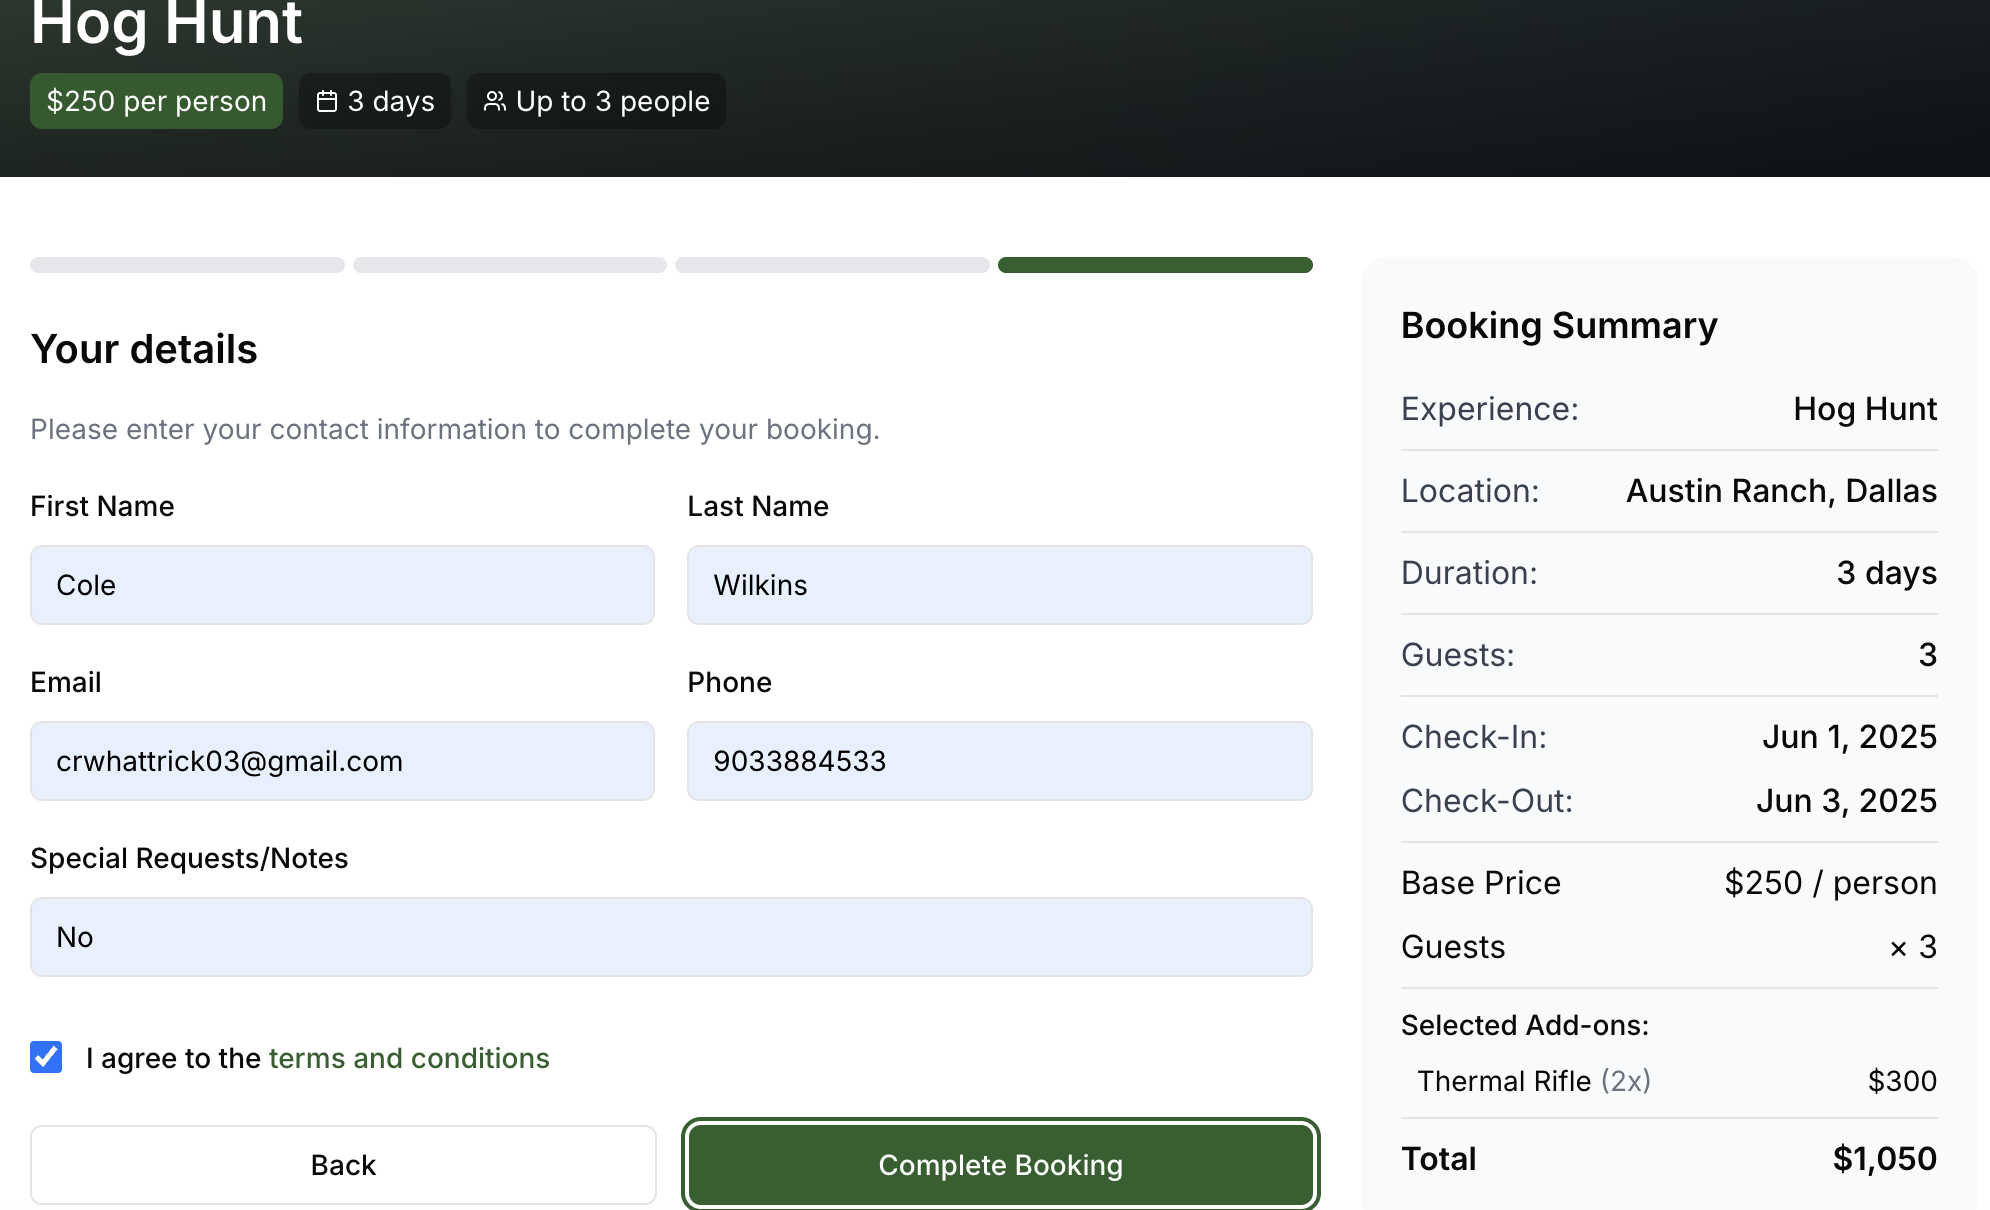 Hog Hunt
$250 per person
3 days
Up to 3 people
Your details
Please enter your contact information to complete your booking.
First Name
Last Name
Cole
Wilkins
Email
Phone
crwhattrick03@gmail.com
9033884533
Special Requests/Notes
No
I agree to the terms and conditions
Back
Complete Booking
Booking Summary
Experience: Hog Hunt
Location: Austin Ranch, Dallas
Duration: 3 days
Guests: 3
Check-In: Jun 1, 2025
Check-Out: Jun 3, 2025
Base Price $250 / person
Guests × 3
Selected Add-ons:
Thermal Rifle (2x) $300
Total $1,050